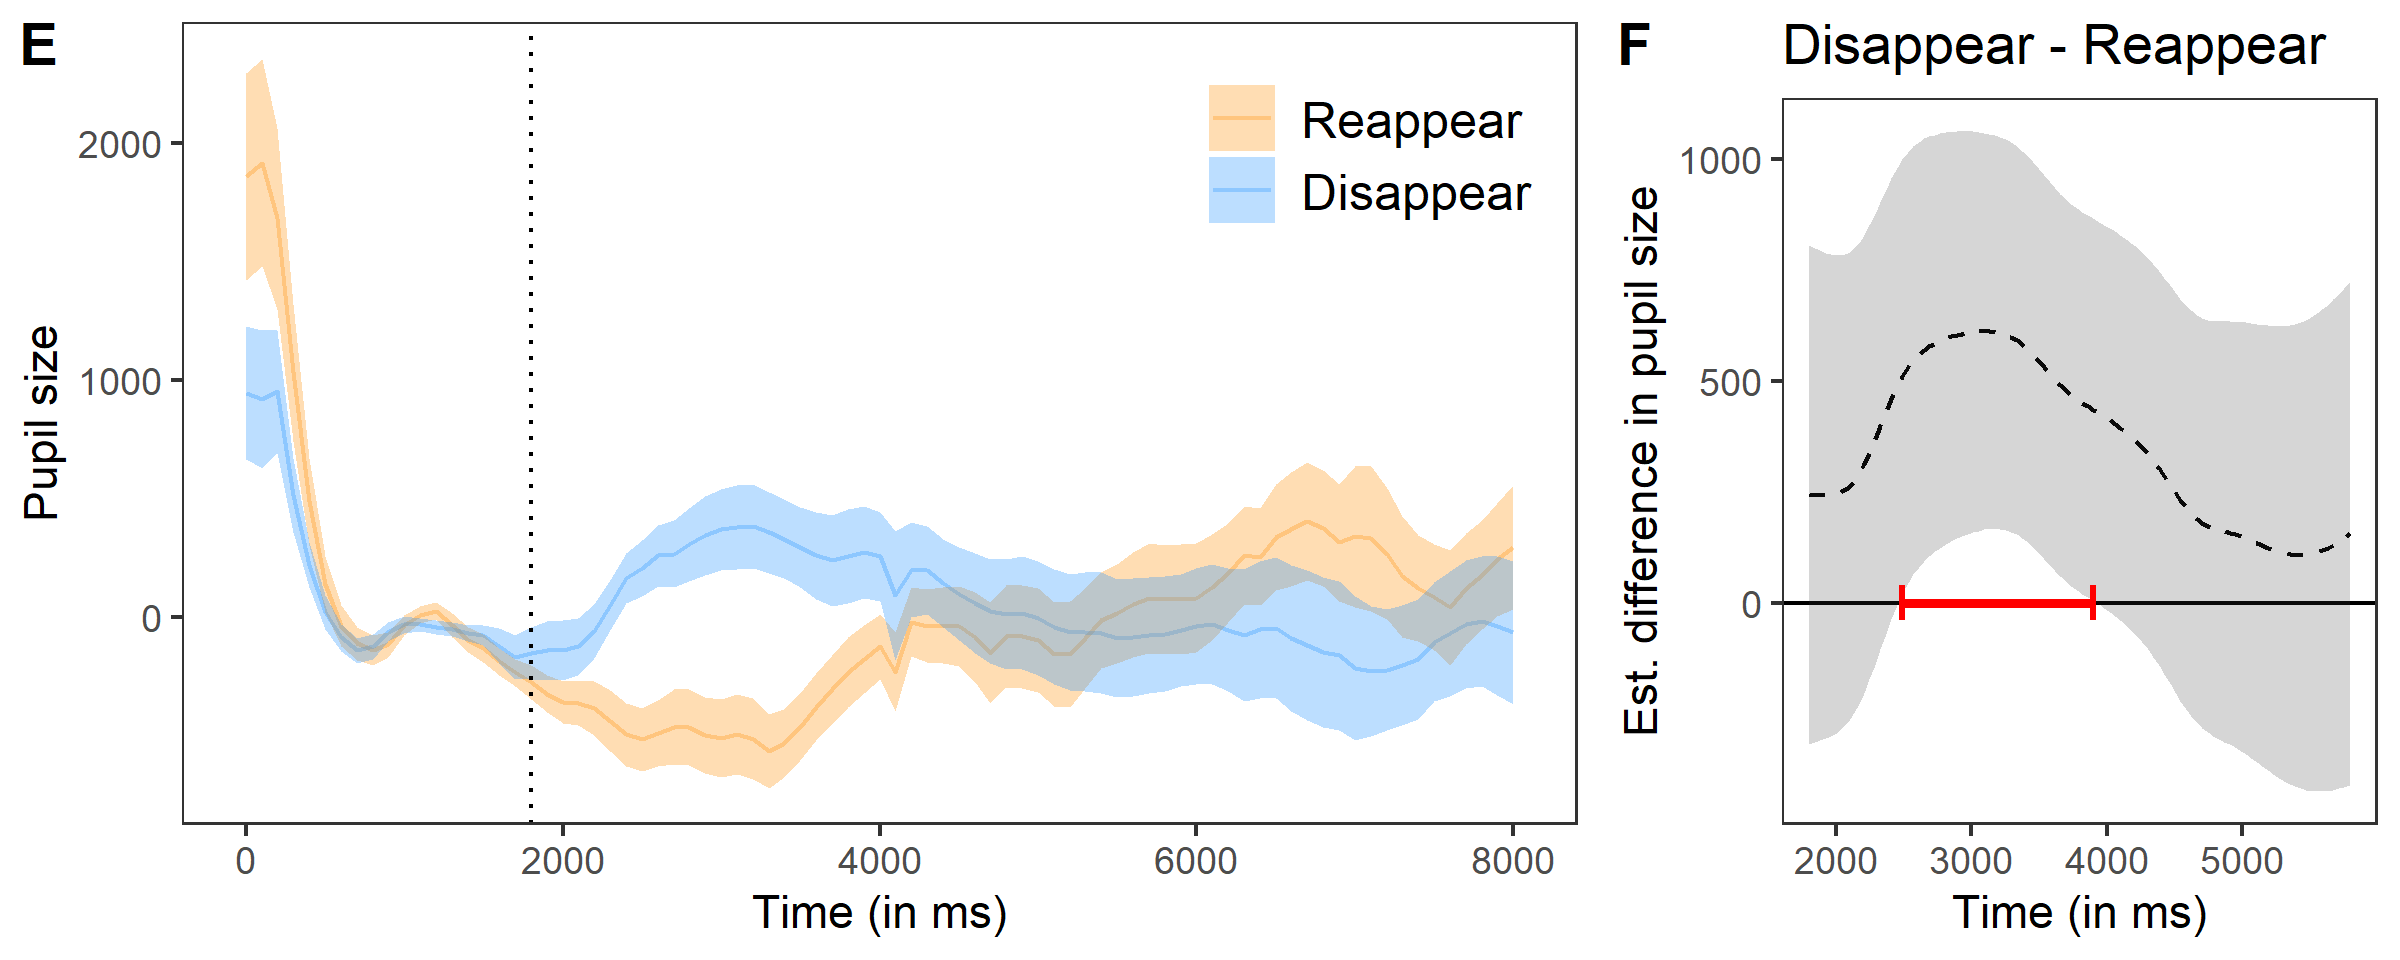 E
Pupil size
2000
1000
0
Reappear
Disappear
0 2000 4000 6000 8000
Time (in ms)
F
Disappear - Reappear
Est. difference in pupil size
1000
500
0
2000 3000 4000 5000
Time (in ms)